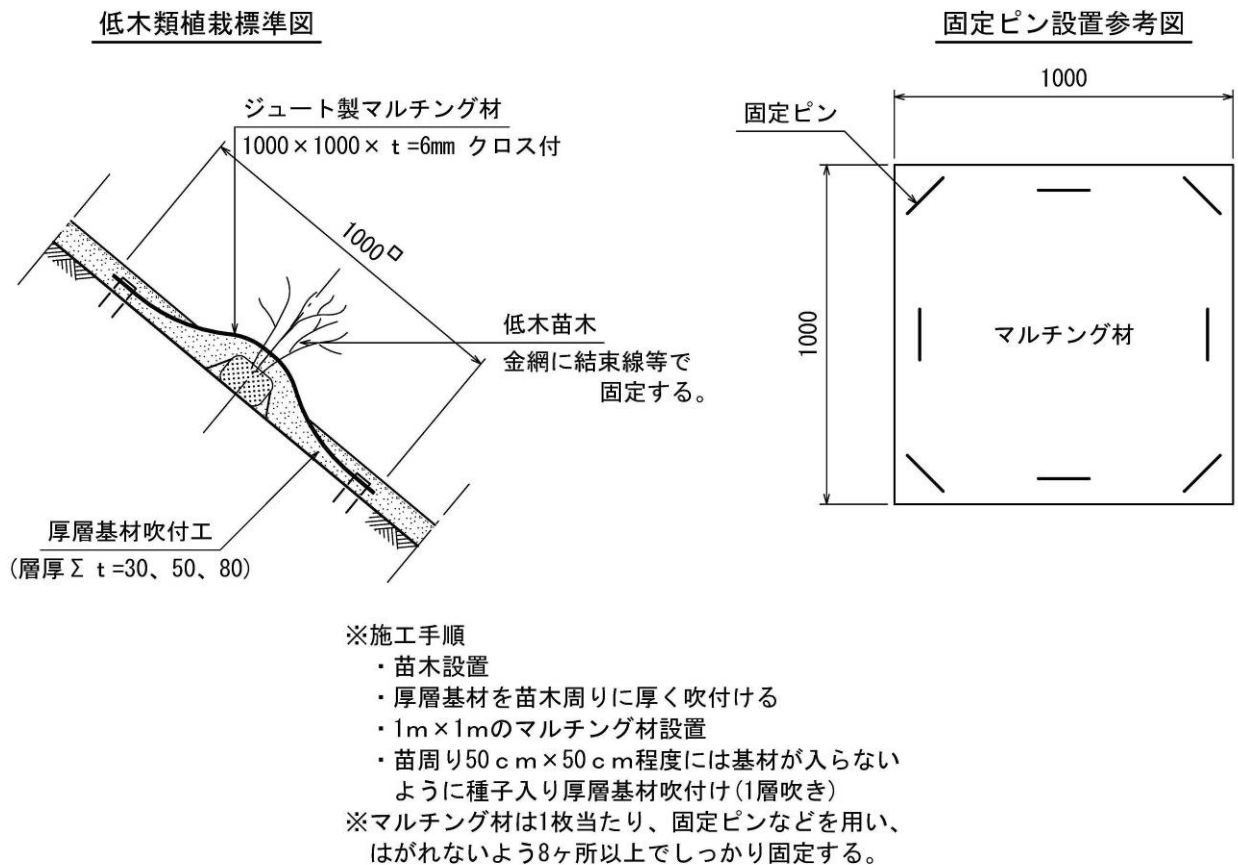 低木類植栽標準図
固定ピン設置参考図
ジュート製マルチング材
1000×1000× t =6mm クロス付
1000□
低木苗木
金網に結束線等で
固定する。
厚層基材吹付工
(層厚Σ t =30、50、80)
1000
固定ピン
1000
マルチング材
※施工手順
・苗木設置
・厚層基材を苗木周りに厚く吹付ける
・1m×1mのマルチング材設置
・苗周り50cm×50cm程度には基材が入らない
ように種子入り厚層基材吹付け(1層吹き)
※マルチング材は1枚当たり、固定ピンなどを用い、
はがれないよう8ヶ所以上でしっかり固定する。